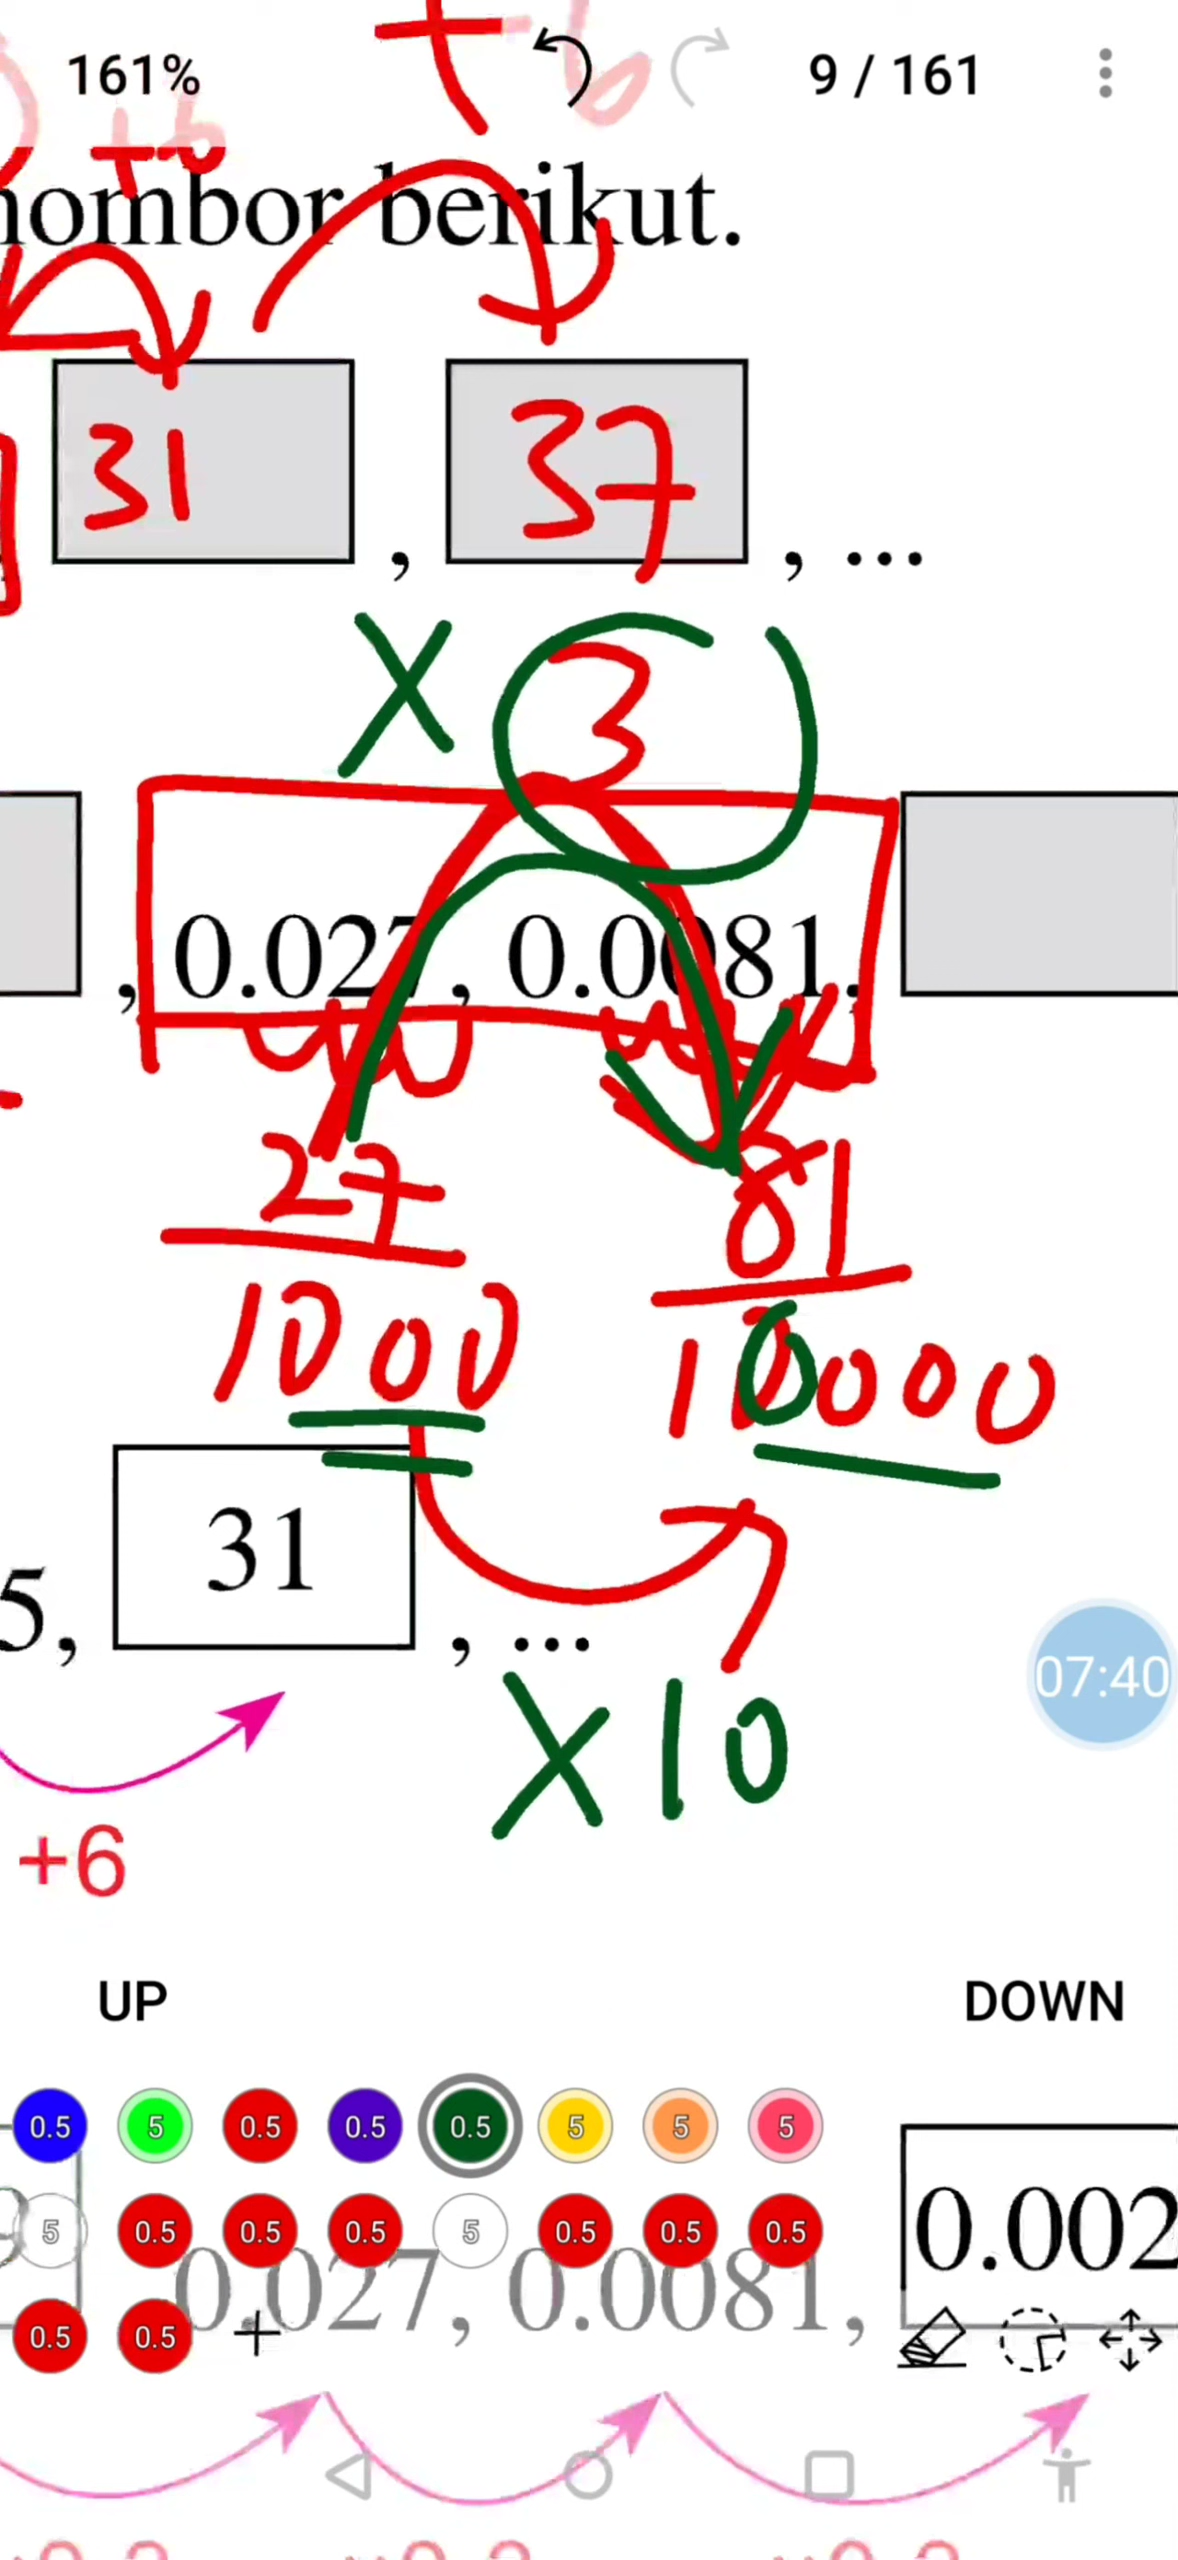 161% 9 / 161
+6
+6
nombor berikut.
31 , 37 , ...
X 3
, 0.027, 0.0081,
27 81
1000 10000
5, 31 , ...
07:40
X10
+6
UP DOWN
0.5 5 0.5 0.5 0.5 5 5 5
5 0.5 0.5 0.5 5 0.5 0.5 0.5
0.002
0.027, 0.0081,
0.5 0.5 +